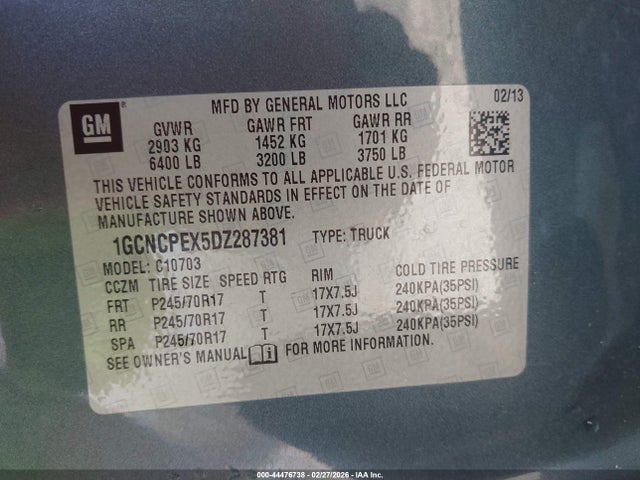 GM
MFD BY GENERAL MOTORS LLC 02/13
GVWR GAWR FRT GAWR RR
2903 KG 1452 KG 1701 KG
6400 LB 3200 LB 3750 LB
THIS VEHICLE CONFORMS TO ALL APPLICABLE U.S. FEDERAL MOTOR
VEHICLE SAFETY STANDARDS IN EFFECT ON THE DATE OF
MANUFACTURE SHOWN ABOVE.
1GCNCPEX5DZ287381 TYPE: TRUCK
MODEL: C10703
CCZM TIRE SIZE SPEED RTG RIM COLD TIRE PRESSURE
FRT P245/70R17 T 17X7.5J 240KPA(35PSI)
RR P245/70R17 T 17X7.5J 240KPA(35PSI)
SPA P245/70R17 T 17X7.5J 240KPA(35PSI)
SEE OWNER'S MANUAL FOR MORE INFORMATION.
000-44476738 - 02/27/2026 - IAA Inc.